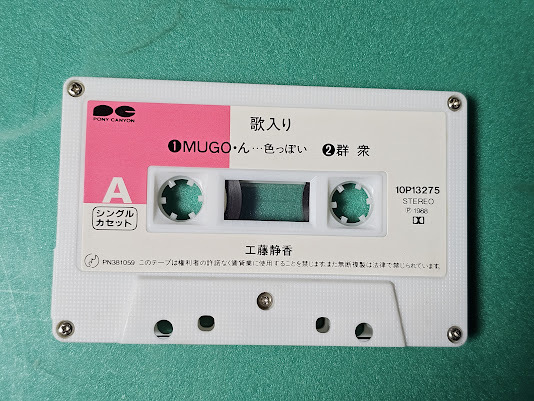 PONY CANYON
歌入り
❶MUGO・ん…色っぽい ❷群 衆
A
シングル
カセット
10P13275
STEREO
℗ 1988
工藤静香
PN381059 このテープは権利者の許諾なく賃貸業に使用することを禁じます。また無断複製は法律で禁じられています。